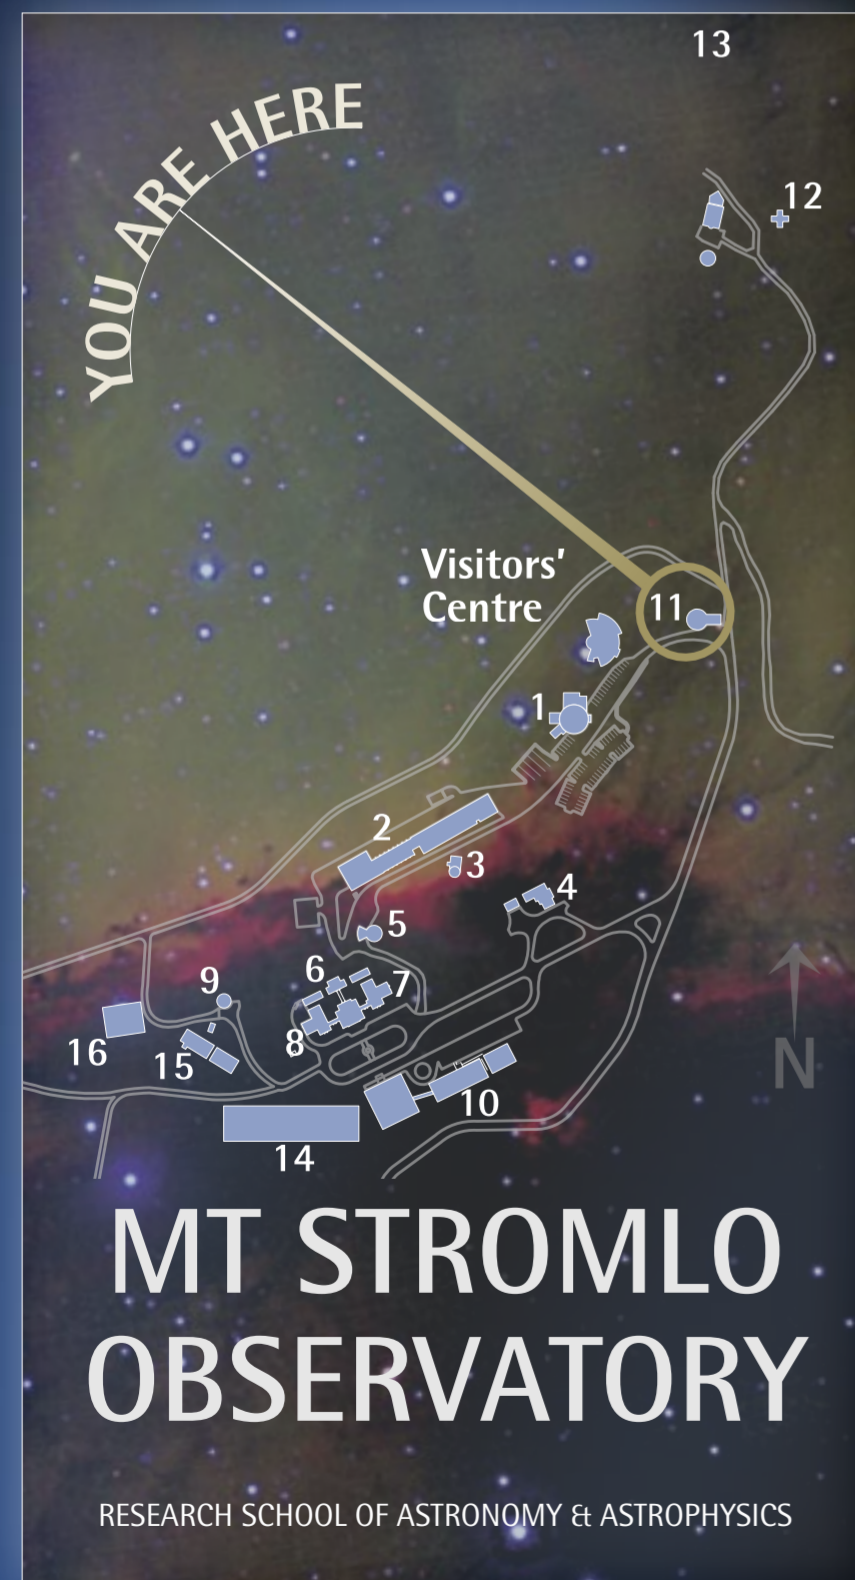 13
YOU ARE HERE
12
Visitors’
Centre
11
1
2
3
4
5
6
7
9
8
16
15
10
14
N
MT STROMLO
OBSERVATORY
RESEARCH SCHOOL OF ASTRONOMY & ASTROPHYSICS